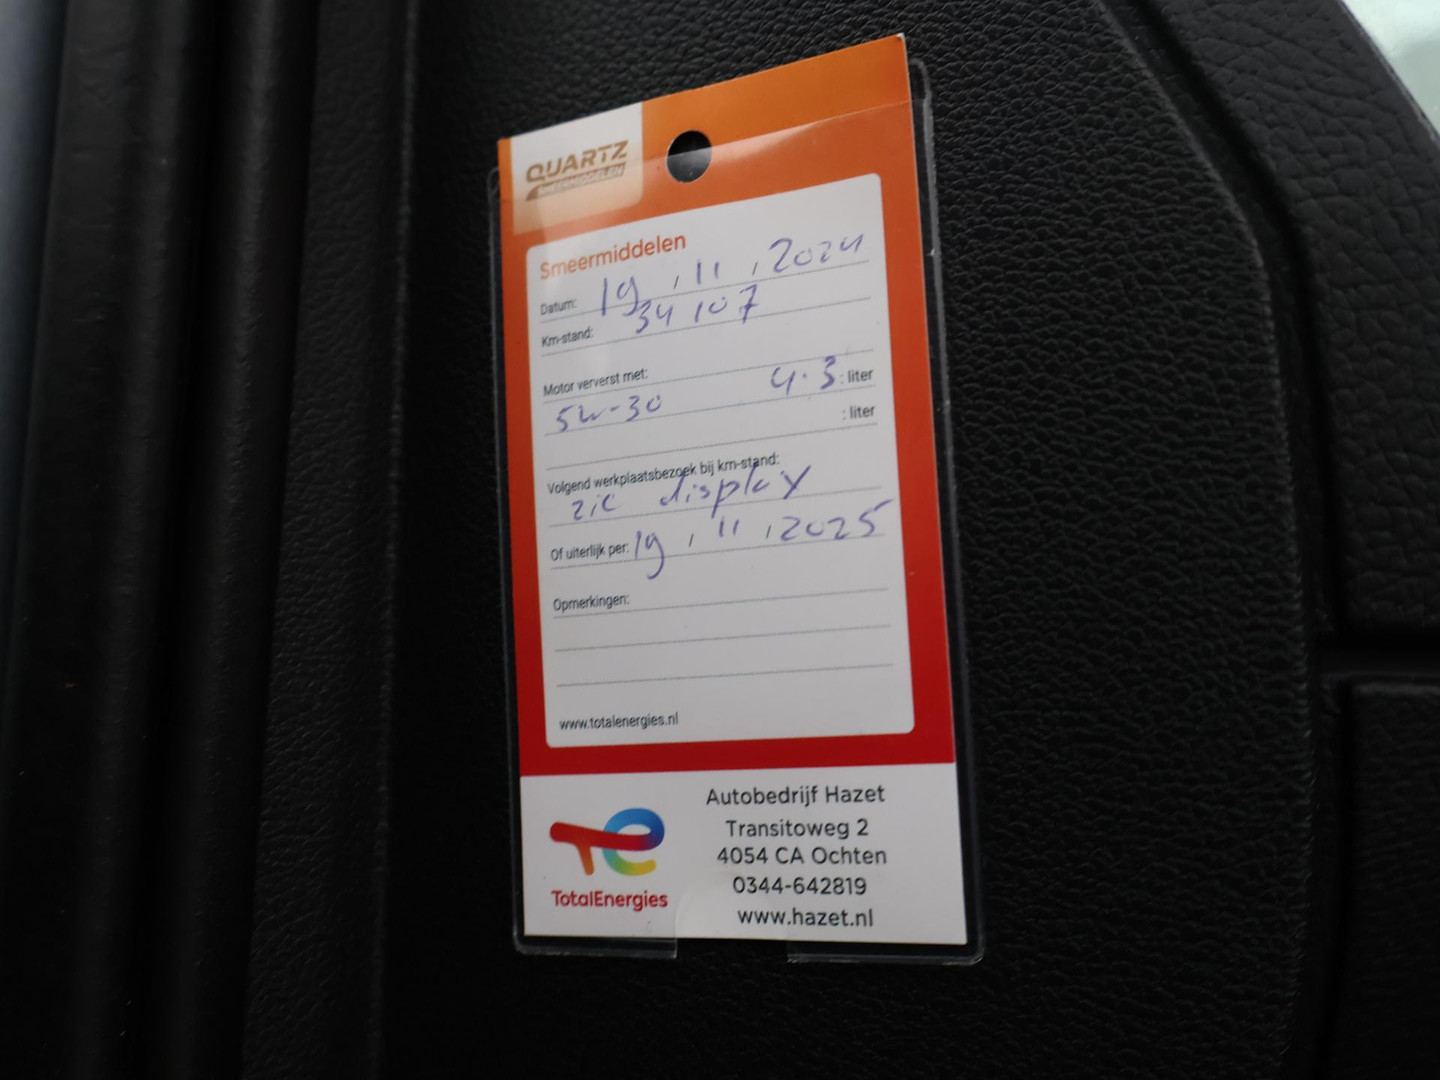 QUARTZ
SMEERMIDDELEN
Smeermiddelen
Datum: 19 , 11 , 2024
Km-stand: 34 107
Motor ververst met:
5W-30 4.3 : liter
: liter
Volgend werkplaatsbezoek bij km-stand:
zie display
Of uiterlijk per: 19 , 11 , 2025
Opmerkingen:
www.totalenergies.nl
TotalEnergies
Autobedrijf Hazet
Transitoweg 2
4054 CA Ochten
0344-642819
www.hazet.nl